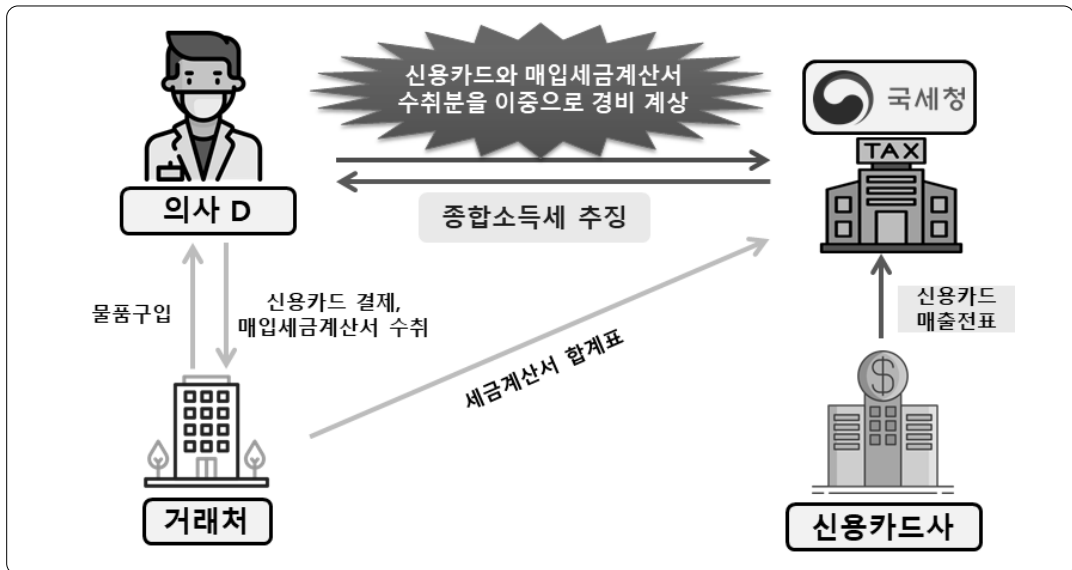 신용카드와 매입세금계산서
수취분을 이중으로 경비 계상
국세청
TAX
의사 D
종합소득세 추징
물품구입
신용카드 결제,
매입세금계산서 수취
신용카드
매출전표
세금계산서 합계표
$
거래처
신용카드사